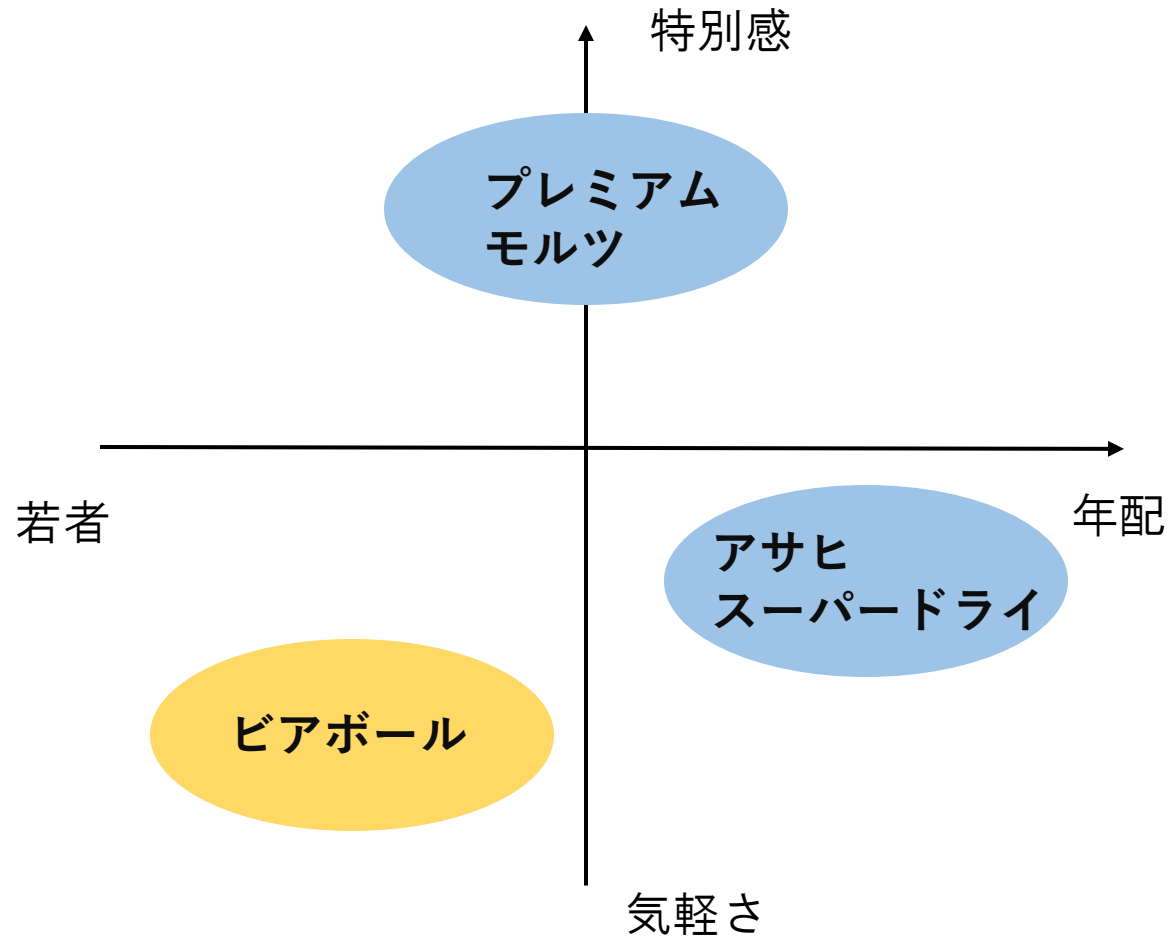 特別感
プレミアム
モルツ
若者
年配
アサヒ
スーパードライ
ビアボール
気軽さ